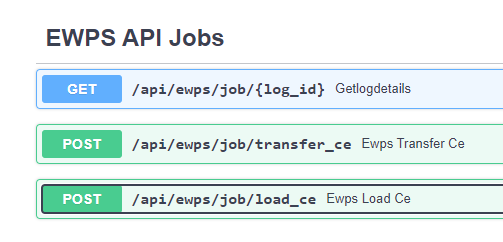 EWPS API Jobs
GET /api/ewps/job/{log_id} Getlogdetails
POST /api/ewps/job/transfer_ce Ewps Transfer Ce
POST /api/ewps/job/load_ce Ewps Load Ce